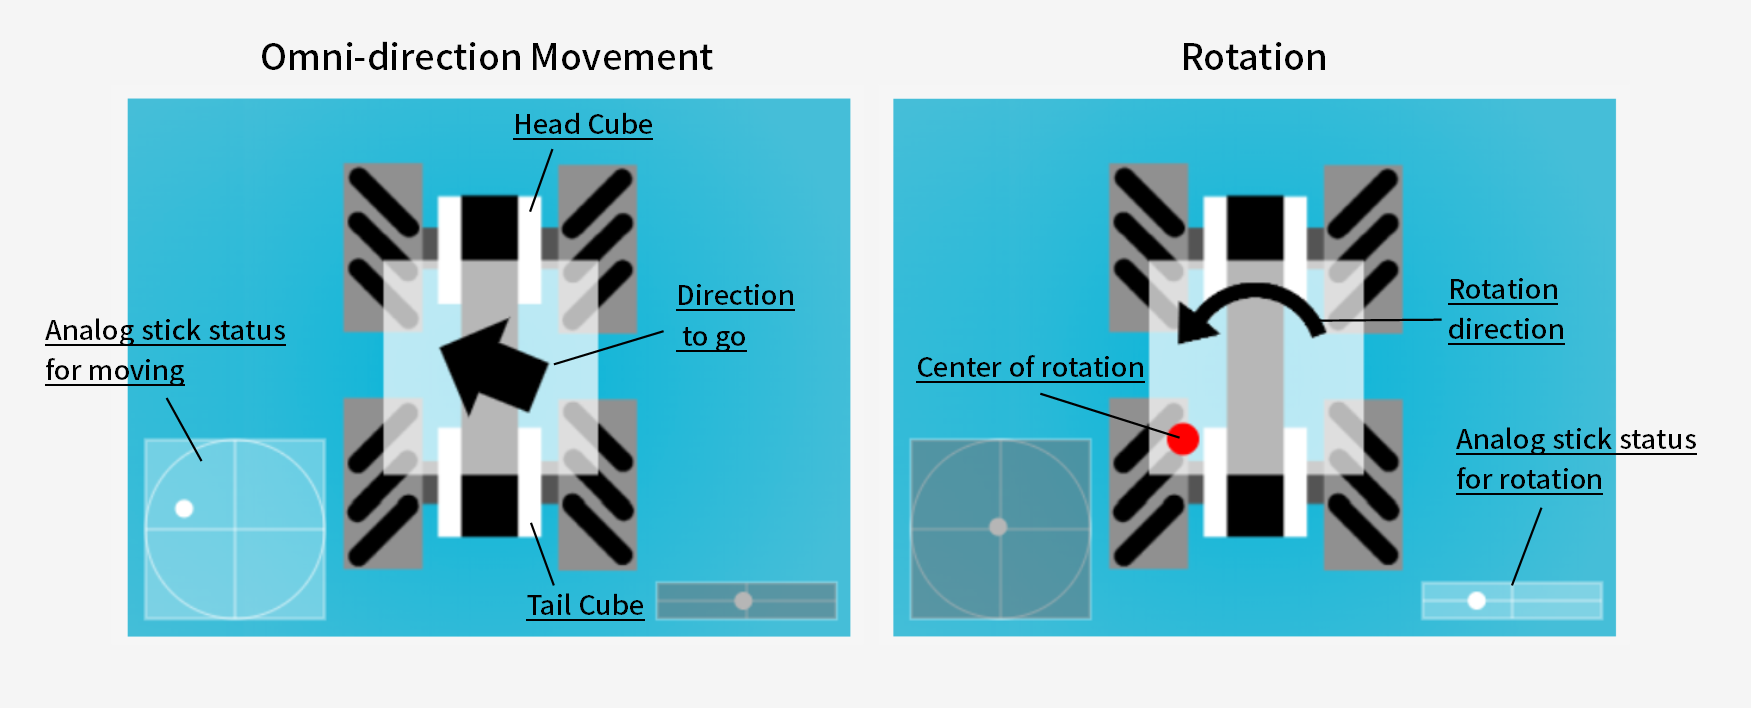 Omni-direction Movement
Head Cube
Direction
to go
Analog stick status
for moving
Tail Cube
Rotation
Rotation
direction
Center of rotation
Analog stick status
for rotation